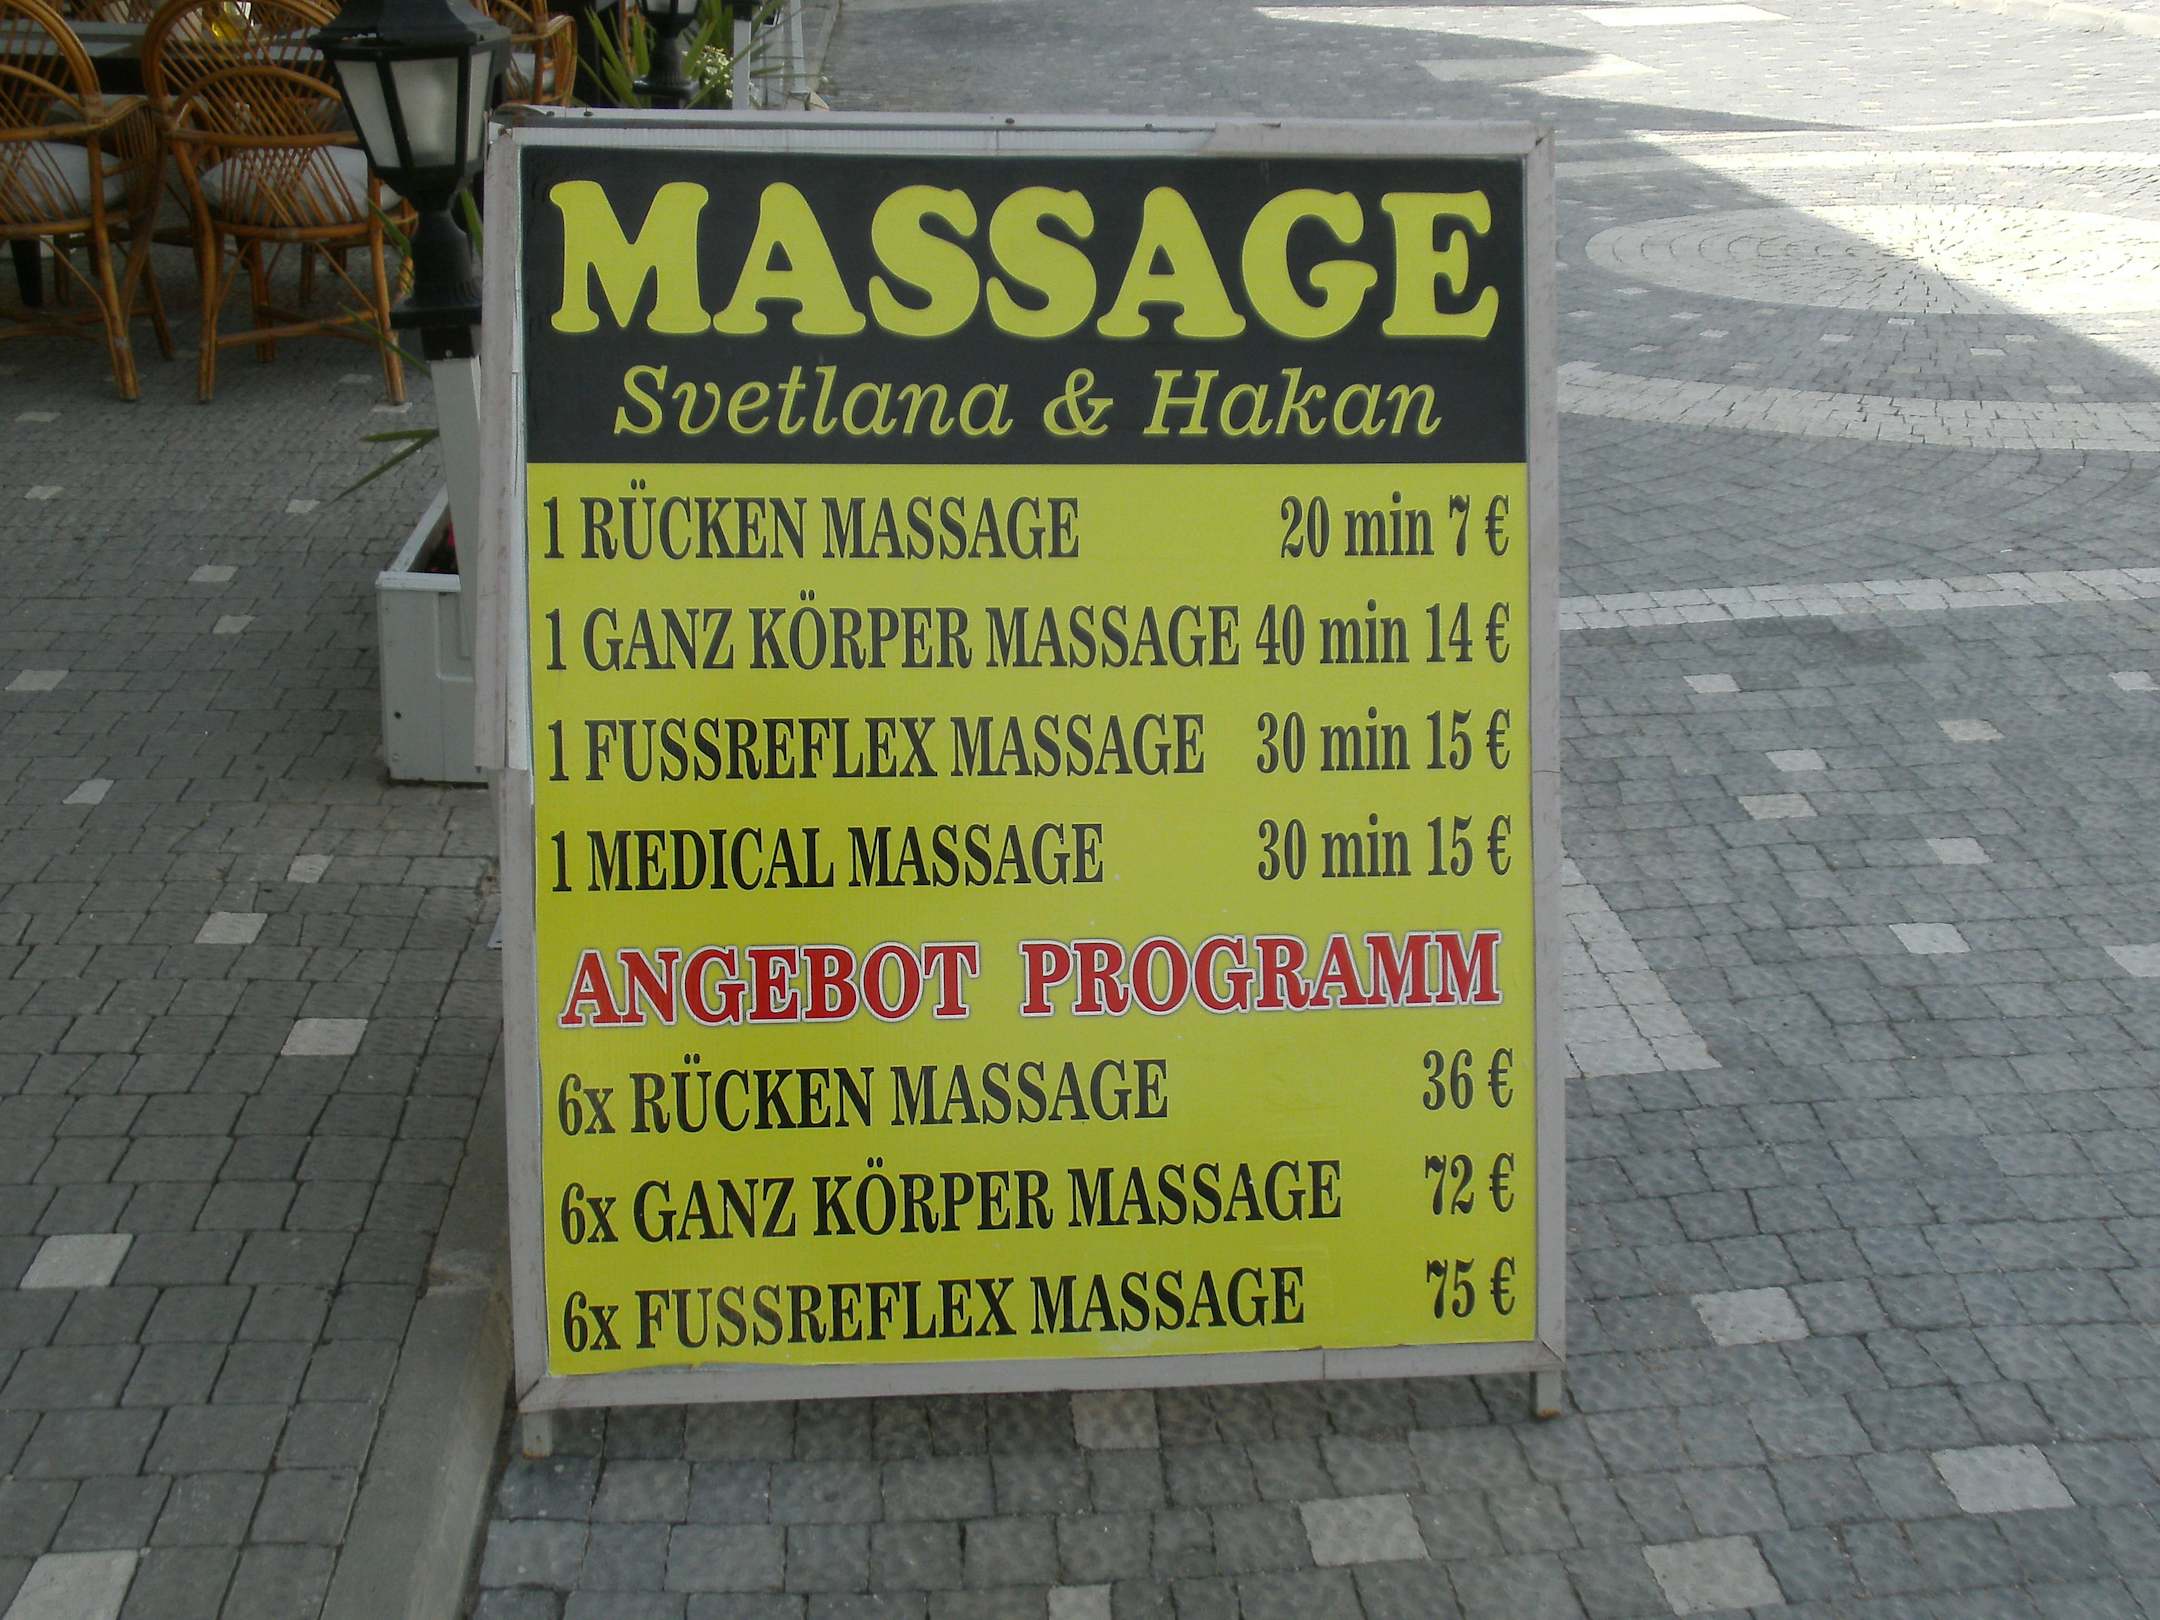 MASSAGE
Svetlana & Hakan
1 RÜCKEN MASSAGE 20 min 7 €
1 GANZ KÖRPER MASSAGE 40 min 14 €
1 FUSSREFLEX MASSAGE 30 min 15 €
1 MEDICAL MASSAGE 30 min 15 €
ANGEBOT PROGRAMM
6x RÜCKEN MASSAGE 36 €
6x GANZ KÖRPER MASSAGE 72 €
6x FUSSREFLEX MASSAGE 75 €